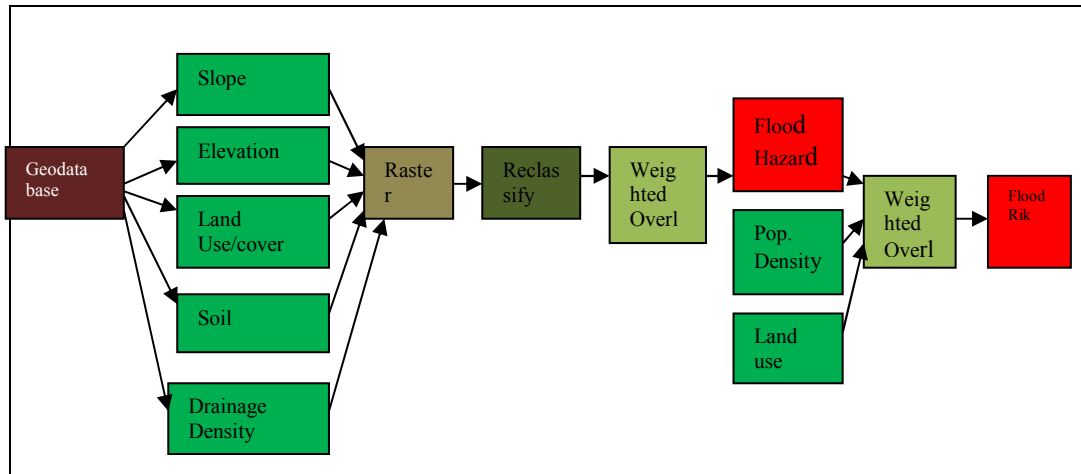 Geodata
base
Slope
Elevation
Land
Use/cover
Soil
Drainage
Density
Raste
r
Reclas
sify
Weig
hted
Overl
Flood
Hazard
Pop.
Density
Land
use
Weig
hted
Overl
Flood
Rik